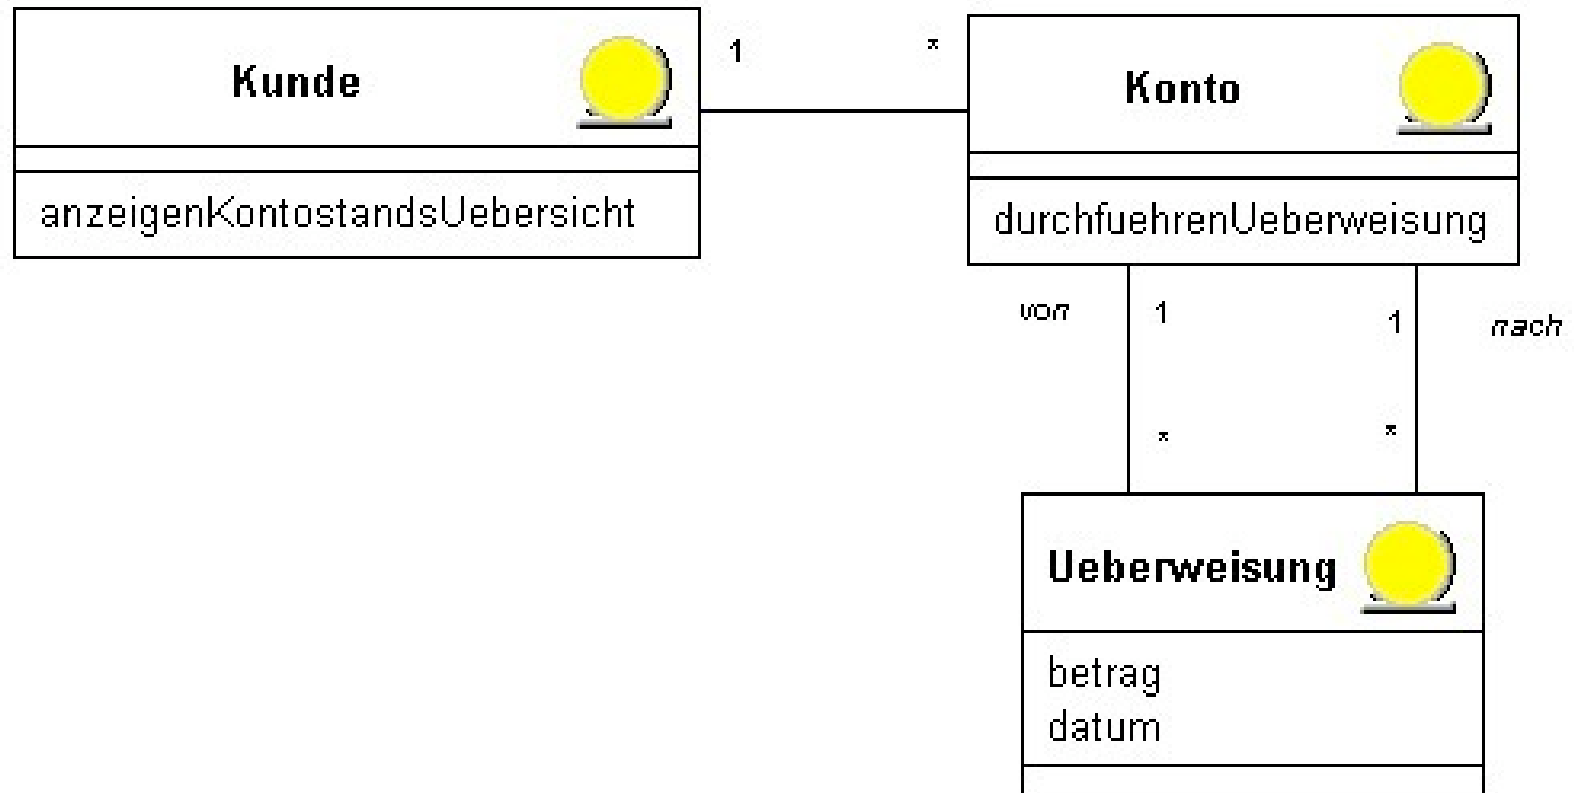 Kunde
1 *
Konto
anzeigenKontostandsUebersicht
durchfuehrenUeberweisung
von 1 1 nach
* *
Ueberweisung
betrag
datum